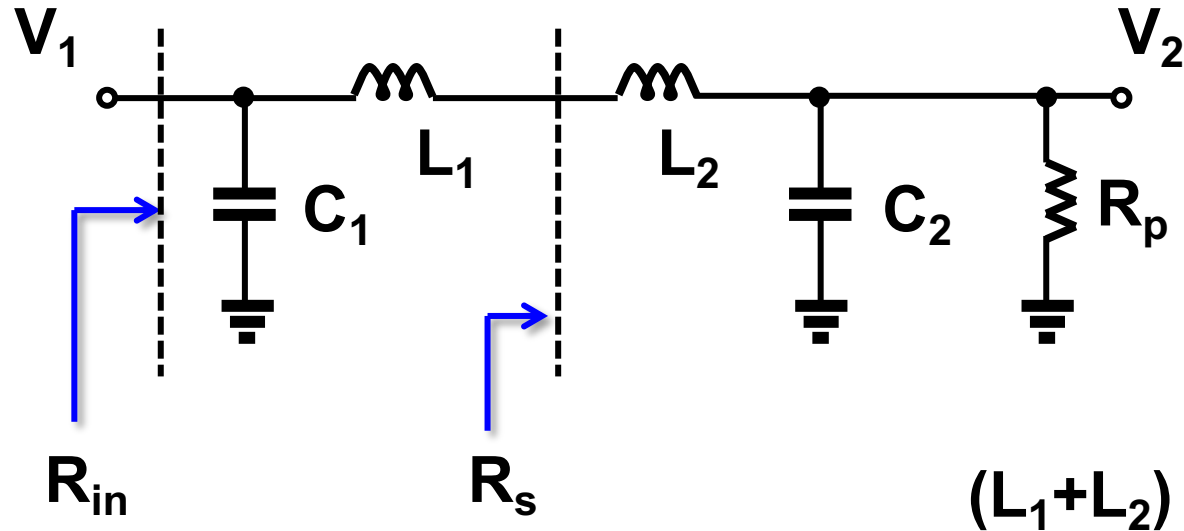 V₁ V₂
L₁ L₂
C₁ C₂ Rₚ
Rᵢₙ Rₛ (L₁+L₂)